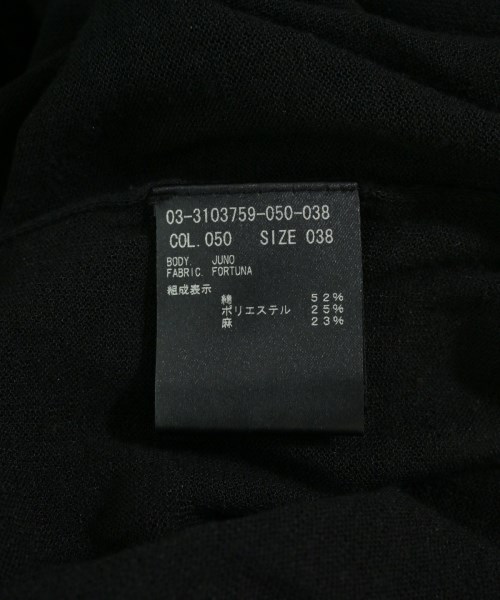 03-3103759-050-038
COL. 050 SIZE 038
BODY. JUNO
FABRIC. FORTUNA
組成表示
綿 52%
ポリエステル 25%
麻 23%